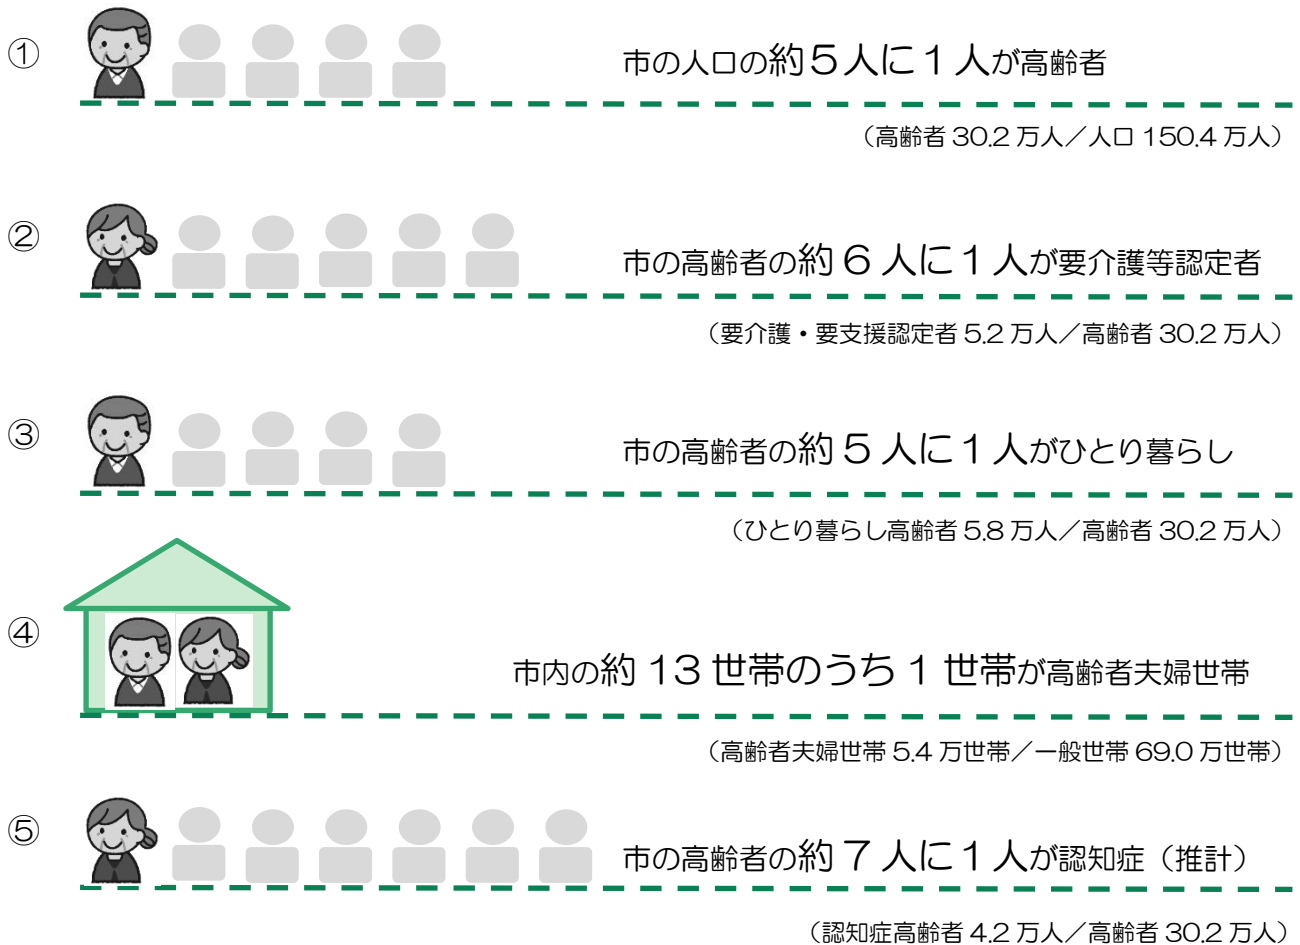 ① 市の人口の約5人に1人が高齢者
（高齢者 30.2 万人／人口 150.4 万人）
② 市の高齢者の約 6 人に 1 人が要介護等認定者
（要介護・要支援認定者 5.2 万人／高齢者 30.2 万人）
③ 市の高齢者の約 5 人に 1 人がひとり暮らし
（ひとり暮らし高齢者 5.8 万人／高齢者 30.2 万人）
④ 市内の約 13 世帯のうち 1 世帯が高齢者夫婦世帯
（高齢者夫婦世帯 5.4 万世帯／一般世帯 69.0 万世帯）
⑤ 市の高齢者の約 7 人に 1 人が認知症（推計）
（認知症高齢者 4.2 万人／高齢者 30.2 万人）